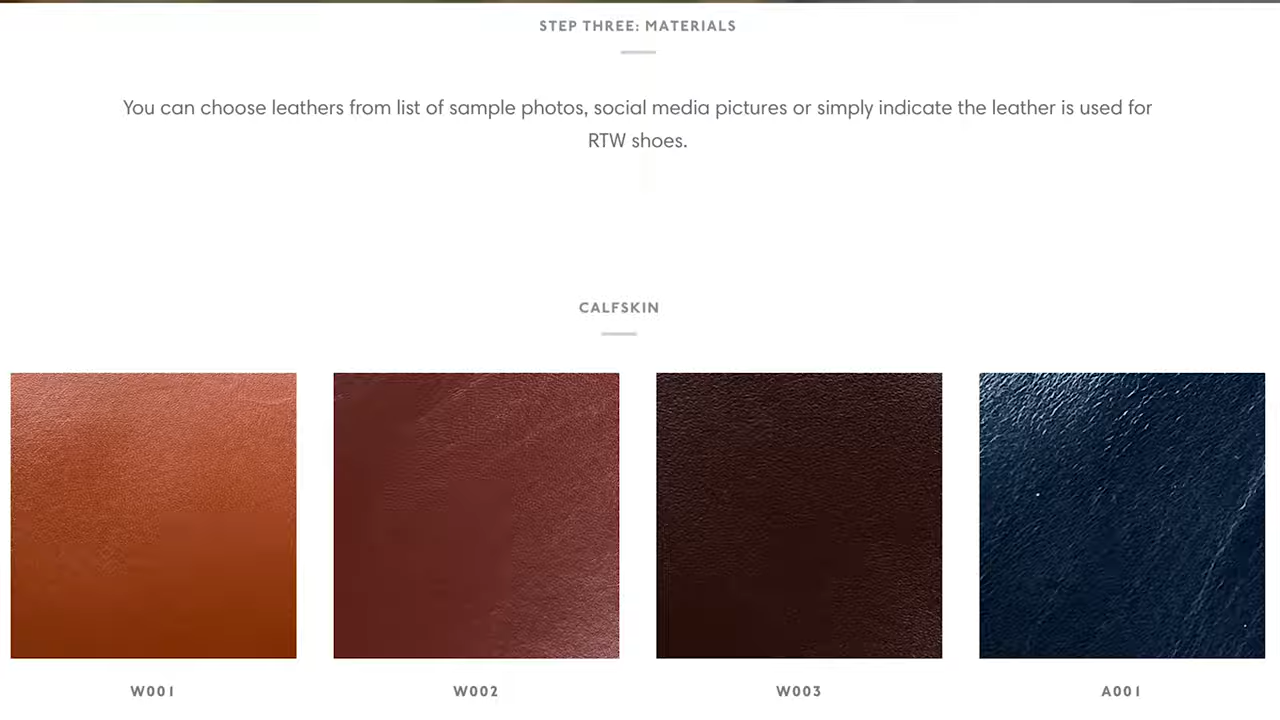 STEP THREE: MATERIALS
You can choose leathers from list of sample photos, social media pictures or simply indicate the leather is used for
RTW shoes.
CALFSKIN
W001
W002
W003
A001